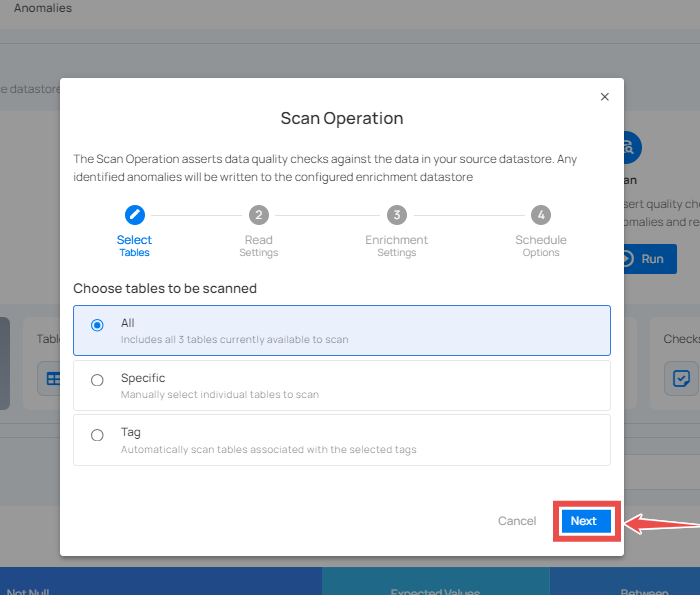 Anomalies
e datastore
Scan Operation
The Scan Operation asserts data quality checks against the data in your source datastore. Any
identified anomalies will be written to the configured enrichment datastore
an
sert quality che
omalies and re
2
3
4
Select
Read
Enrichment
Schedule
Tables
Settings
Settings
Options
Run
Choose tables to be scanned
All
Includes all 3 tables currently available to scan
Table
Checks
Specific
Manually select individual tables to scan
Tag
Automatically scan tables associated with the selected tags
Cancel
Next
Not Null
Expected Values
Between